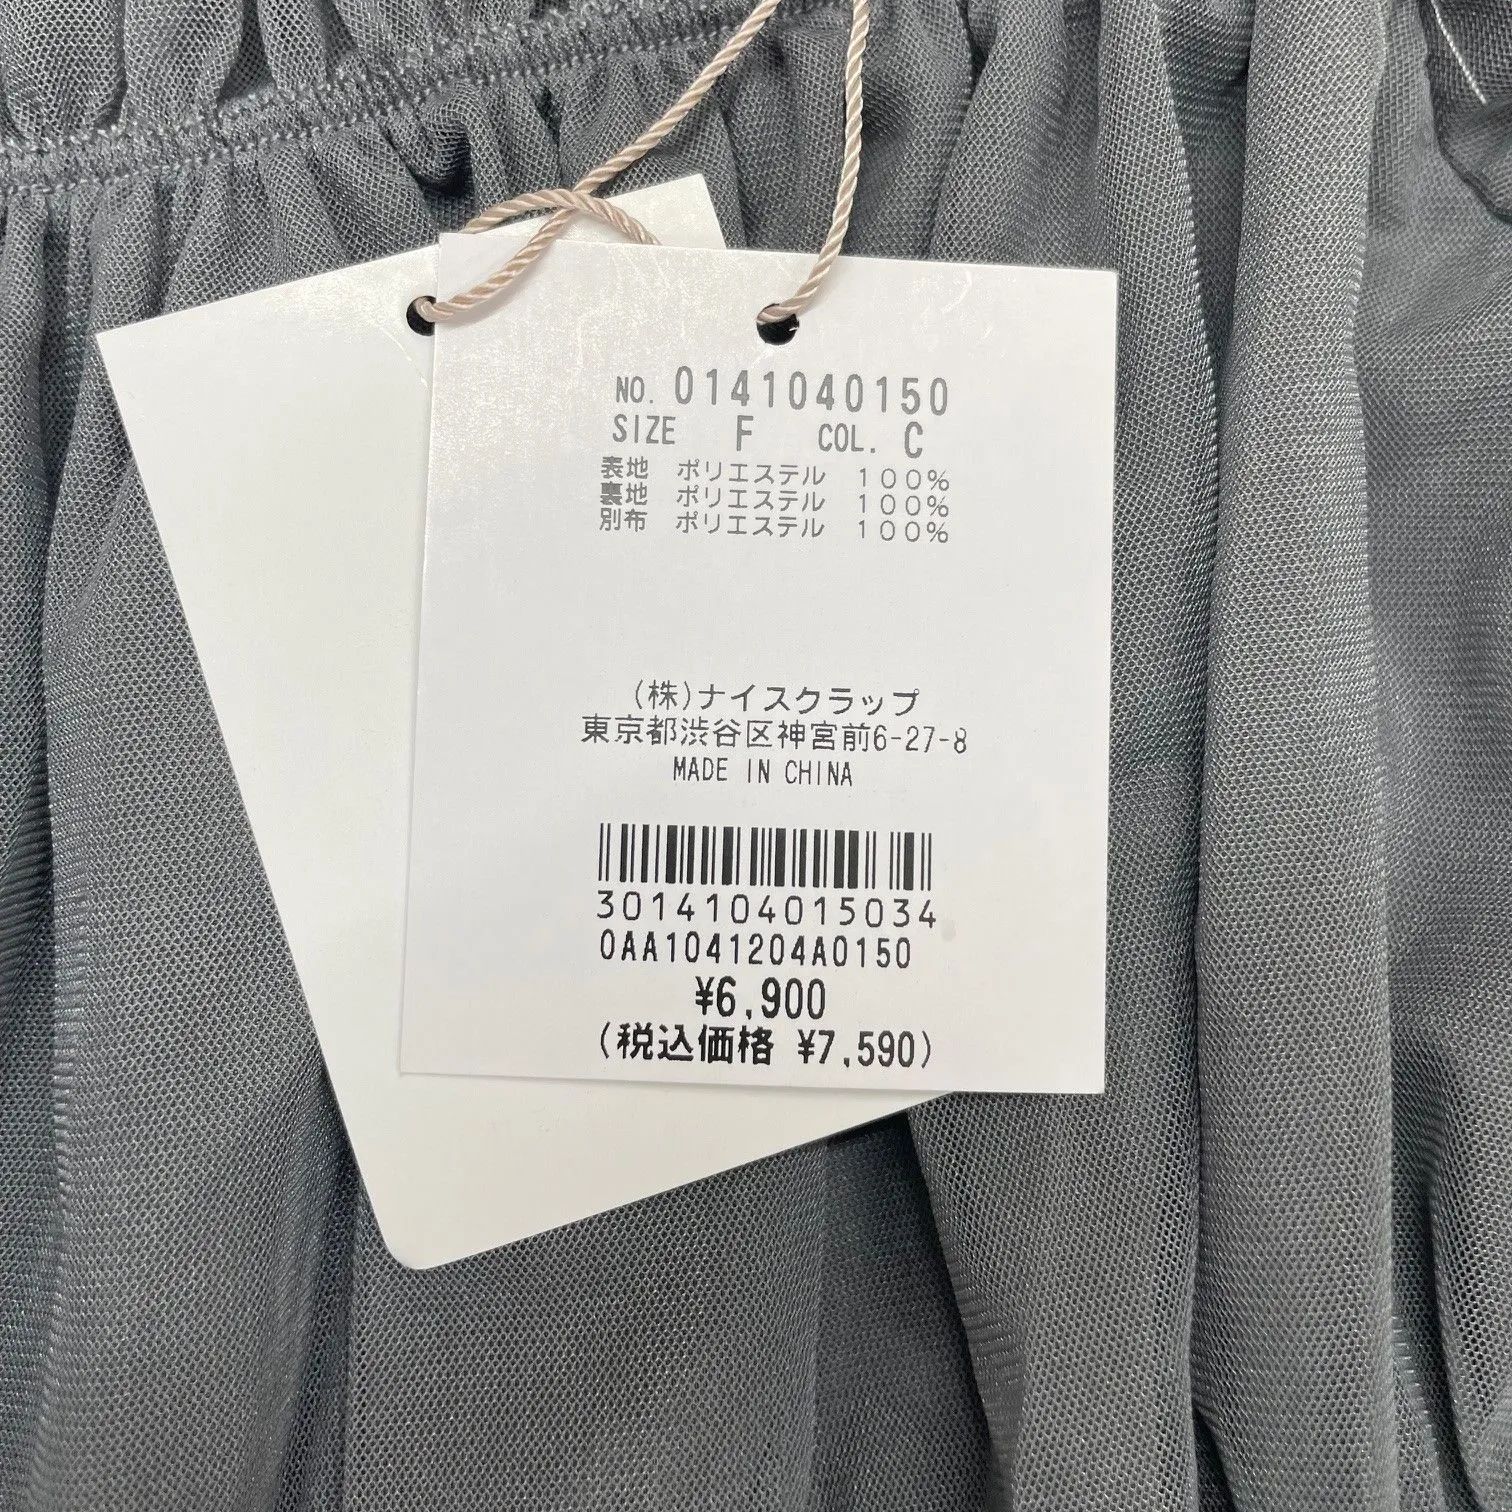 NO. 0141040150
SIZE F COL. C
表地 ポリエステル 100%
裏地 ポリエステル 100%
別布 ポリエステル 100%
(株)ナイスクラップ
東京都渋谷区神宮前6-27-8
MADE IN CHINA
3014104015034
0AA1041204A0150
¥6,900
(税込価格 ¥7,590)